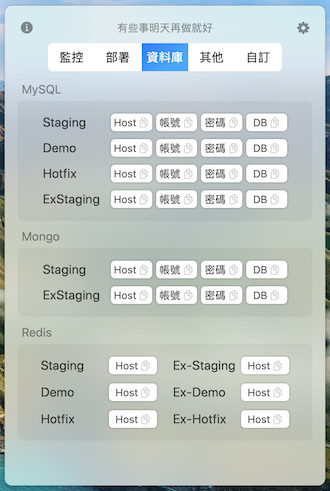 有些事明天再做就好
監控 部署 資料庫 其他 自訂
MySQL
Staging Host 帳號 密碼 DB
Demo Host 帳號 密碼 DB
Hotfix Host 帳號 密碼 DB
ExStaging Host 帳號 密碼 DB
Mongo
Staging Host 帳號 密碼 DB
ExStaging Host 帳號 密碼 DB
Redis
Staging Host Ex-Staging Host
Demo Host Ex-Demo Host
Hotfix Host Ex-Hotfix Host